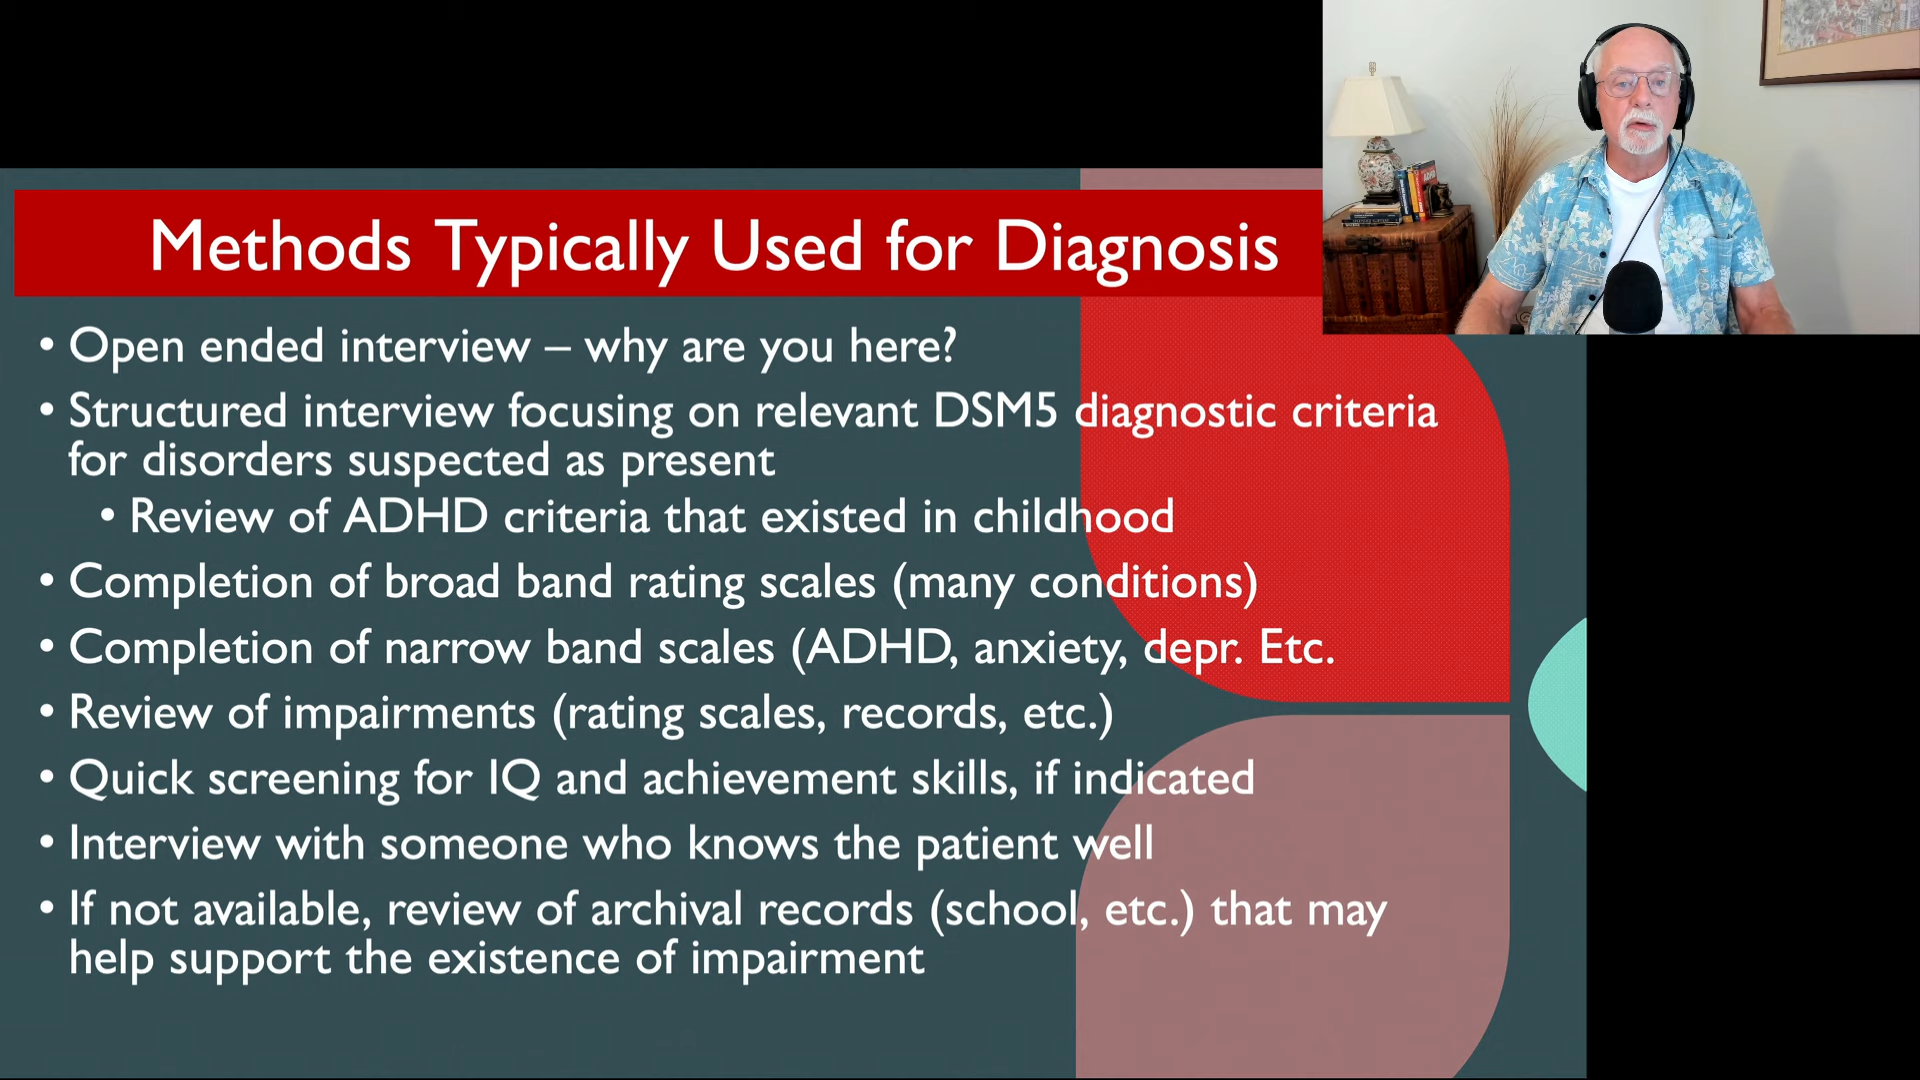 Methods Typically Used for Diagnosis
• Open ended interview – why are you here?
• Structured interview focusing on relevant DSM5 diagnostic criteria
for disorders suspected as present
• Review of ADHD criteria that existed in childhood
• Completion of broad band rating scales (many conditions)
• Completion of narrow band scales (ADHD, anxiety, depr. Etc.
• Review of impairments (rating scales, records, etc.)
• Quick screening for IQ and achievement skills, if indicated
• Interview with someone who knows the patient well
• If not available, review of archival records (school, etc.) that may
help support the existence of impairment
ADHD